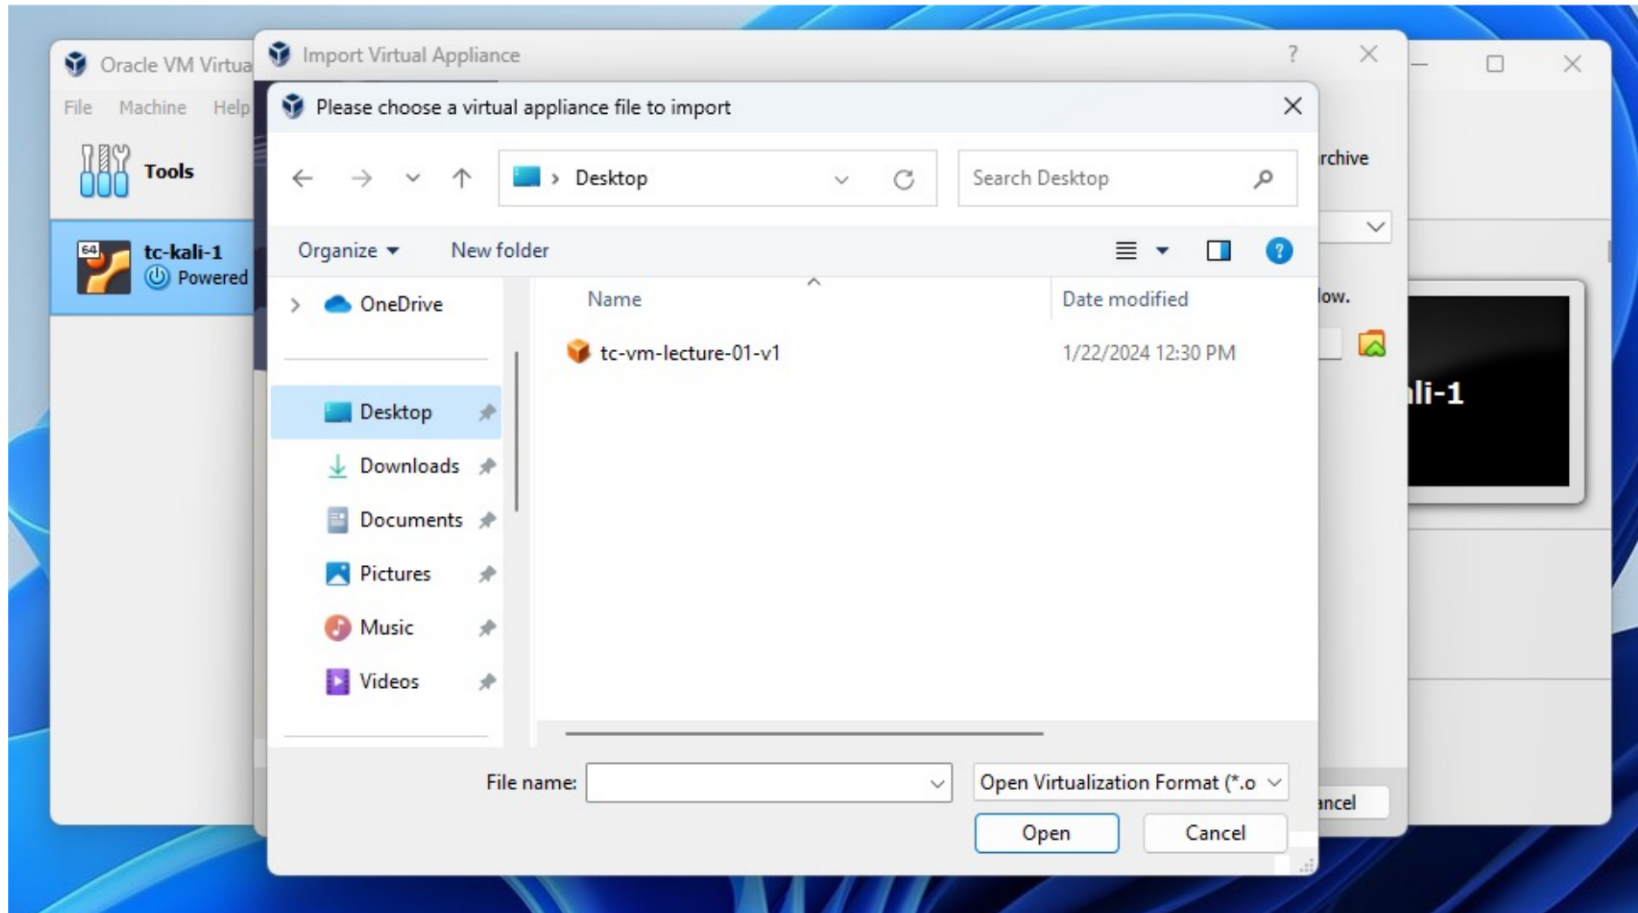 Oracle VM Virtua
Import Virtual Appliance
?
File Machine Help
Please choose a virtual appliance file to import
Tools
Desktop
Search Desktop
rchive
Organize
New folder
?
64
tc-kali-1
Powered
OneDrive
Name
Date modified
low.
tc-vm-lecture-01-v1
1/22/2024 12:30 PM
Desktop
li-1
Downloads
Documents
Pictures
Music
Videos
File name:
Open Virtualization Format (*.o
ancel
Open
Cancel